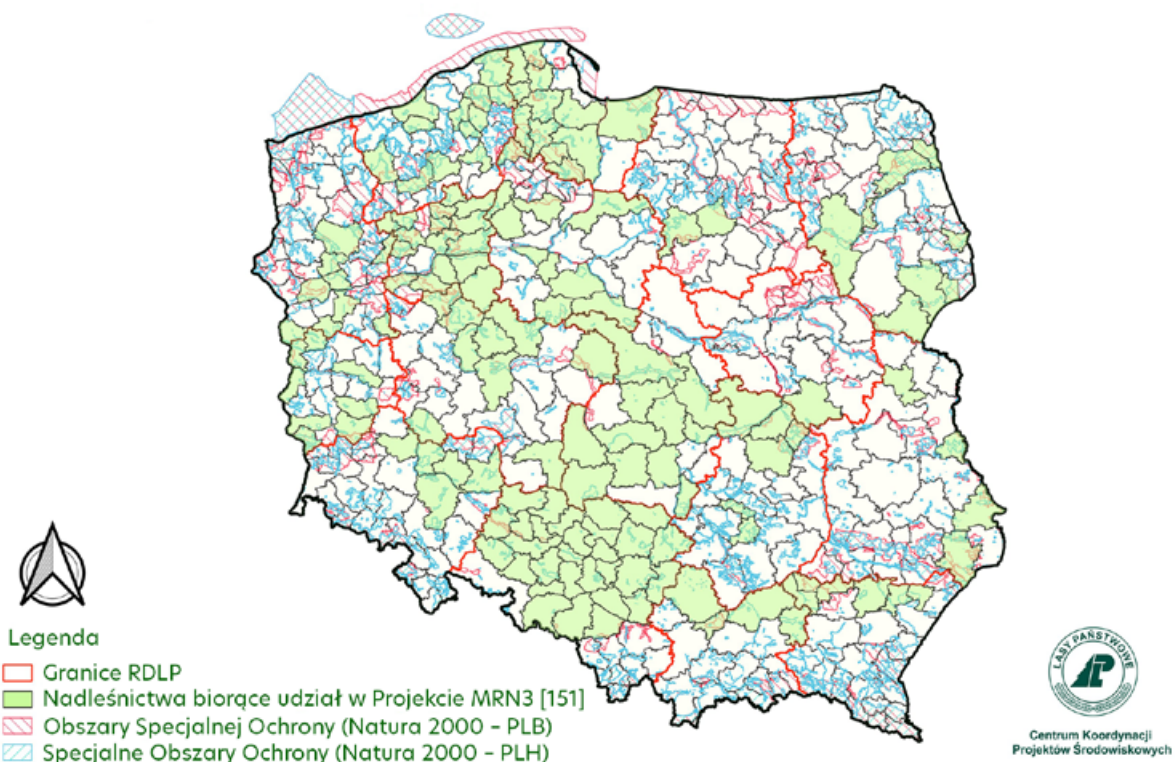 Legenda
Granice RDLP
Nadleśnictwa biorące udział w Projekcie MRN3 [151]
Obszary Specjalnej Ochrony (Natura 2000 - PLB)
Specjalne Obszary Ochrony (Natura 2000 - PLH)
LASY PAŃSTWOWE
Centrum Koordynacji
Projektów Środowiskowych